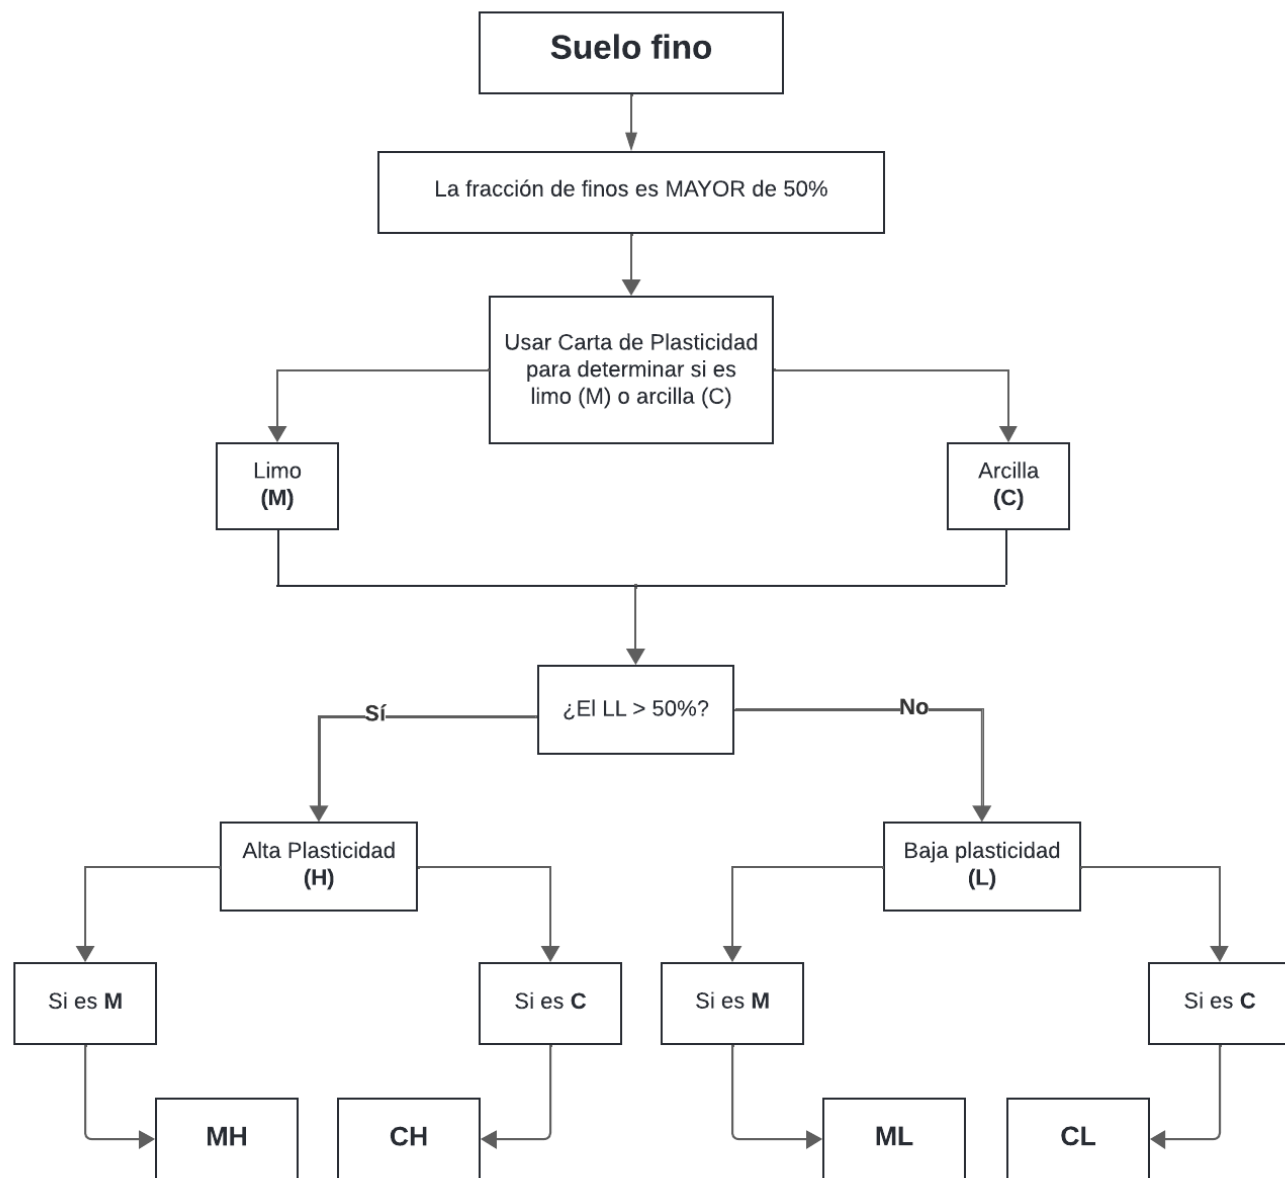 Suelo fino
La fracción de finos es MAYOR de 50%
Usar Carta de Plasticidad
para determinar si es
limo (M) o arcilla (C)
Limo
(M)
Arcilla
(C)
¿El LL > 50%?
Sí
No
Alta Plasticidad
(H)
Baja plasticidad
(L)
Si es M
Si es C
Si es M
Si es C
MH
CH
ML
CL